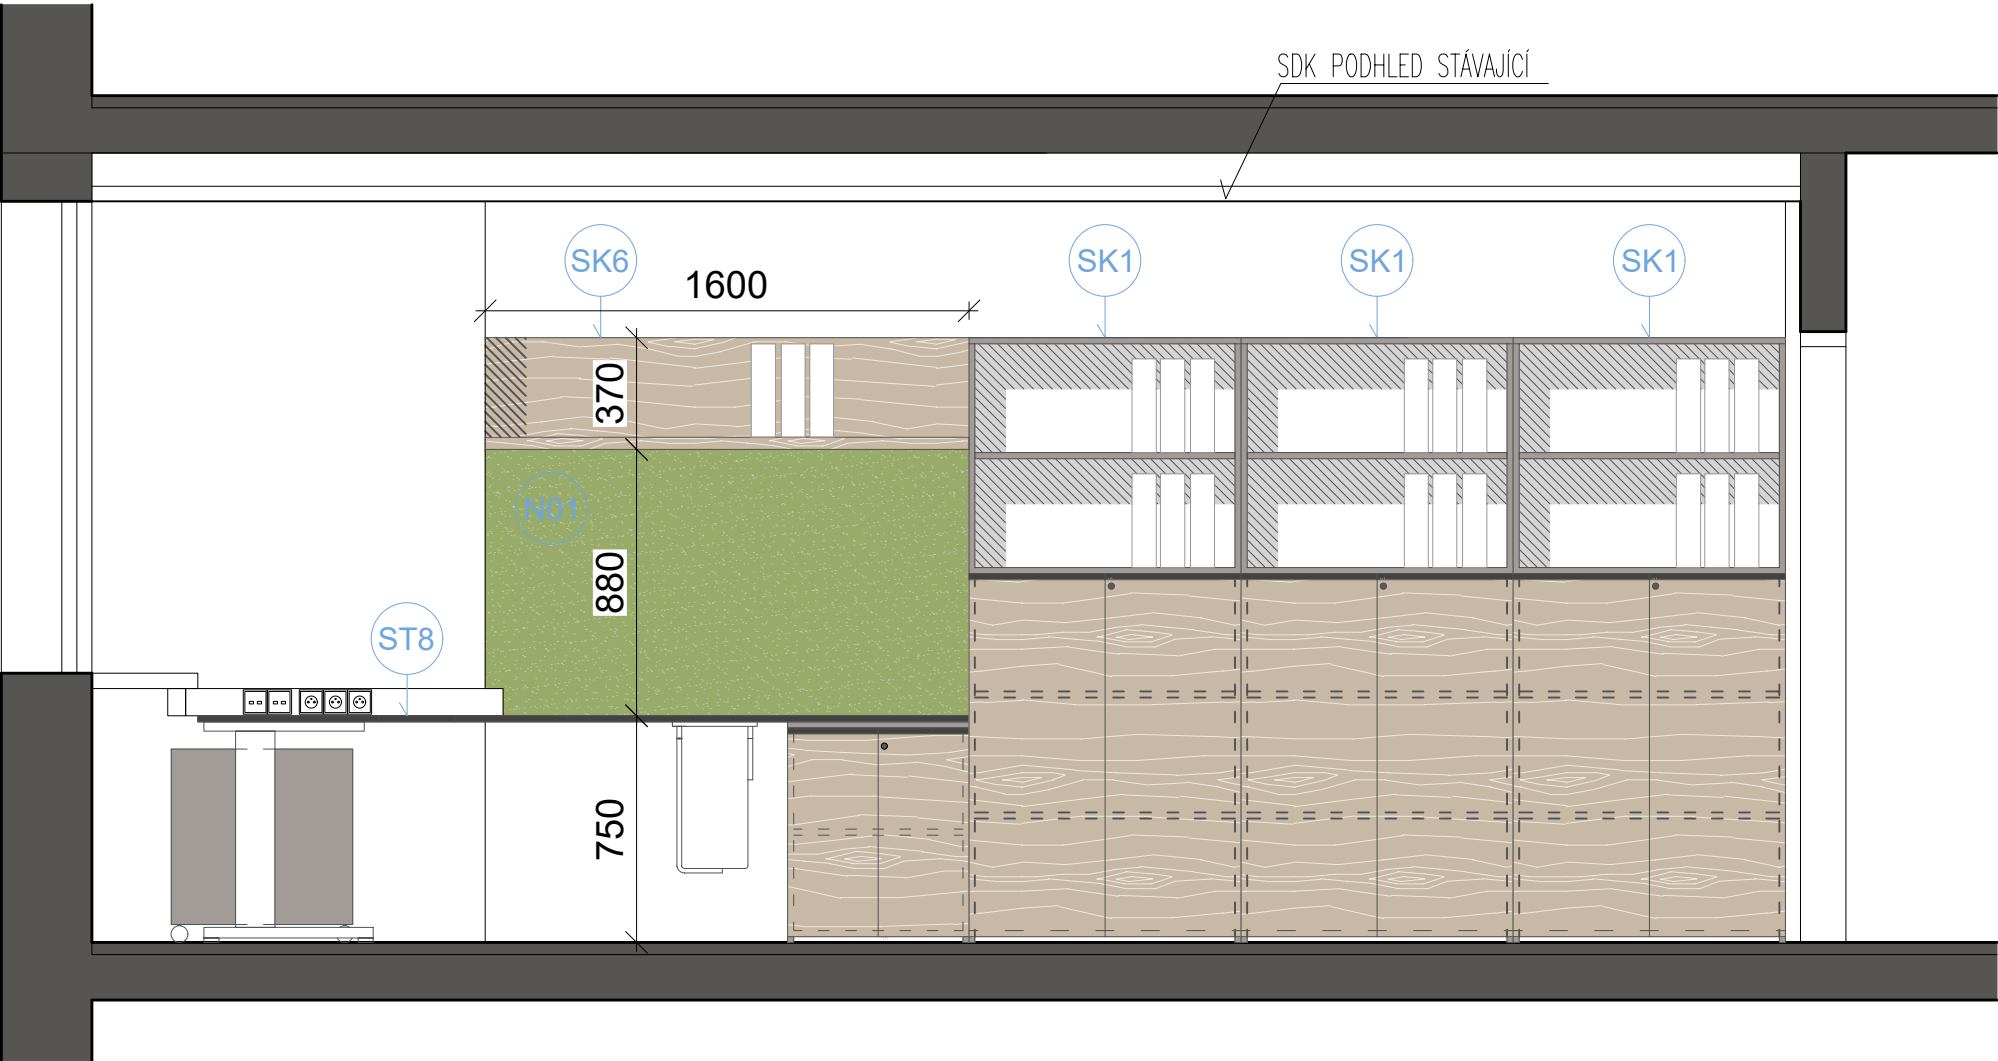 SDK PODHLED STÁVAJÍCÍ
SK6
SK1
SK1
SK1
1600
370
N01
880
ST8
750